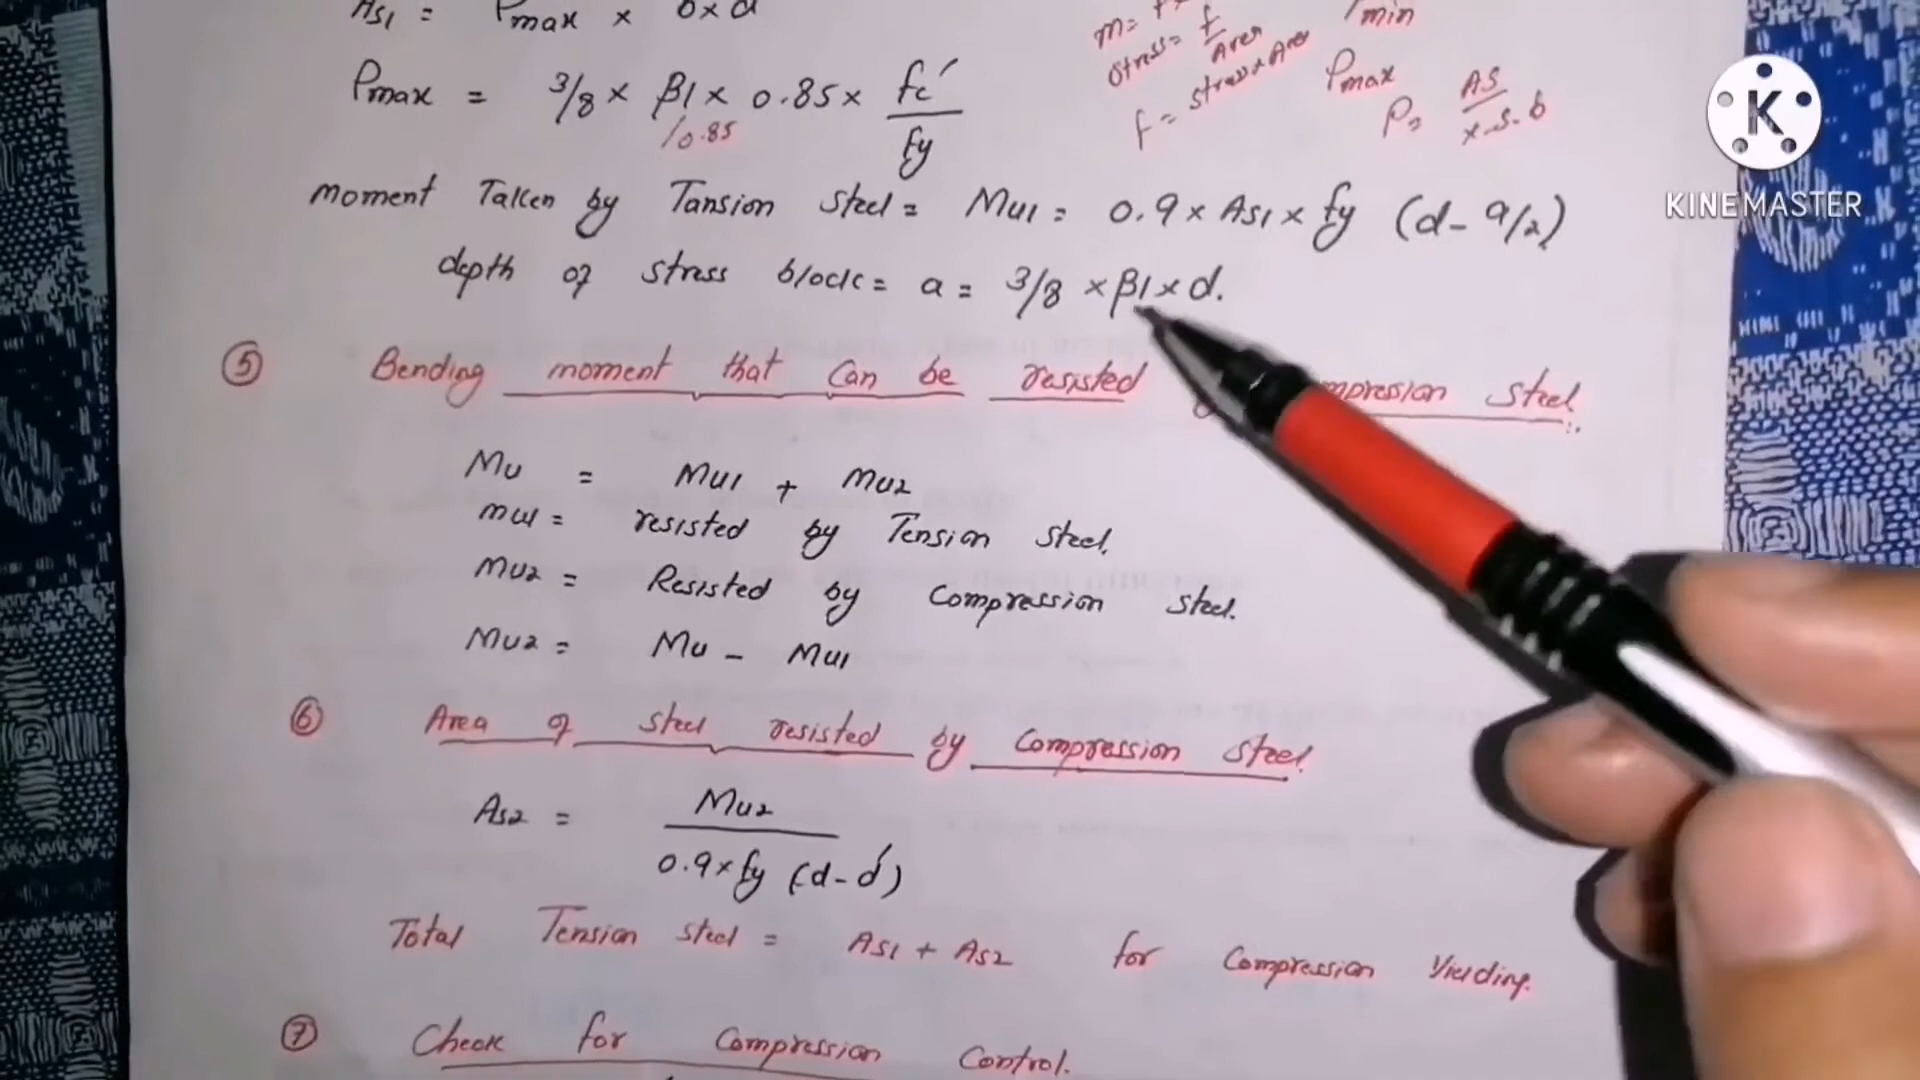 As1 = ρmax × b×d
ρmax = 3/8 × β1 × 0.85 × fc′/fy
0.85
m=
stress = f/Area
f = stress × Area
ρmin
ρmax
ρ= As/x.s.b
moment Taken by Tansion steel = Mu1 = 0.9 × As1 × fy (d - a/2)
depth of stress block = a = 3/8 × β1 × d.
⑤ Bending moment that can be resisted mpression steel.
Mu = Mu1 + Mu2
mu1 = resisted by Tension steel.
Mu2 = Resisted by Compression steel.
Mu2 = Mu - Mu1
⑥ Area of steel resisted by Compression steel.
As2 = Mu2 / 0.9×fy (d-d′)
Total Tension steel = As1 + As2 for Compression Yielding.
⑦ Check for Compression Control.
K
KINEMASTER